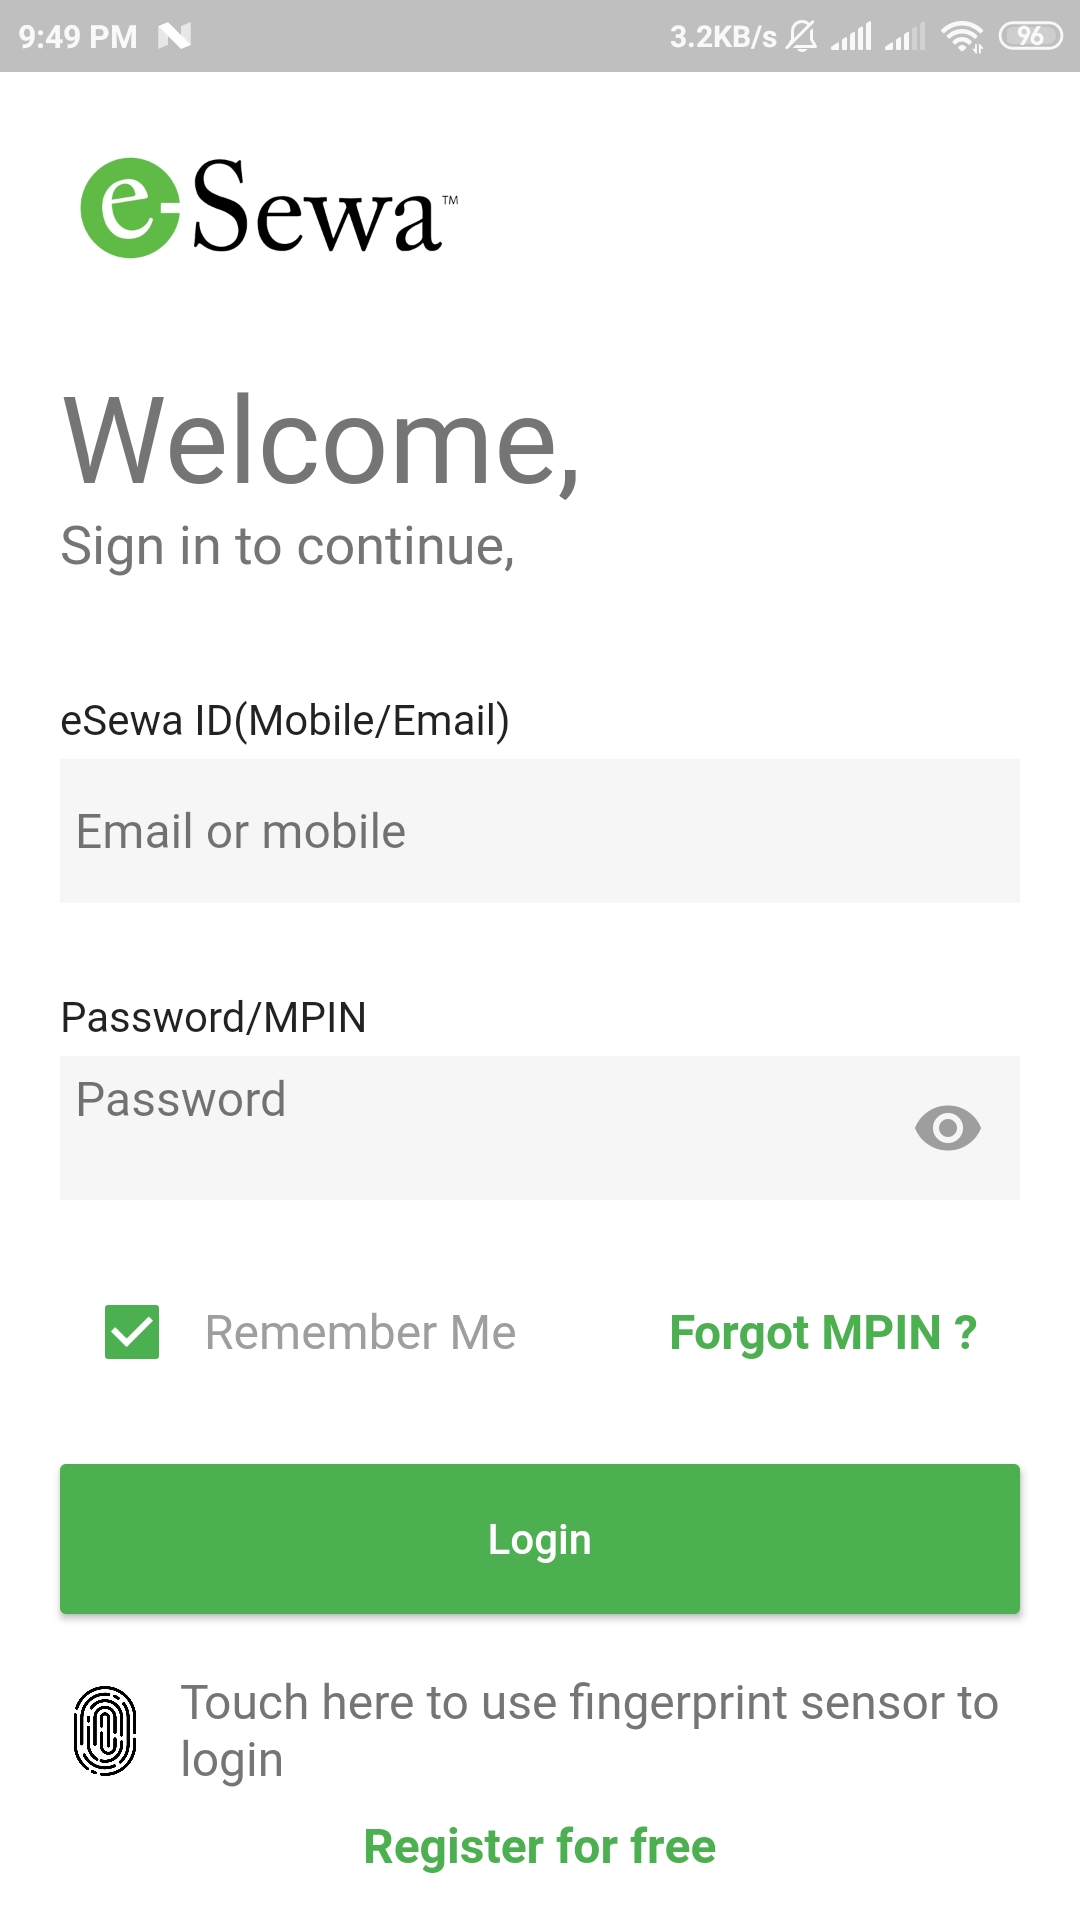 9:49 PM 3.2KB/s 96
e-Sewa™
Welcome,
Sign in to continue,
eSewa ID(Mobile/Email)
Email or mobile
Password/MPIN
Password
Remember Me Forgot MPIN ?
Login
Touch here to use fingerprint sensor to
login
Register for free